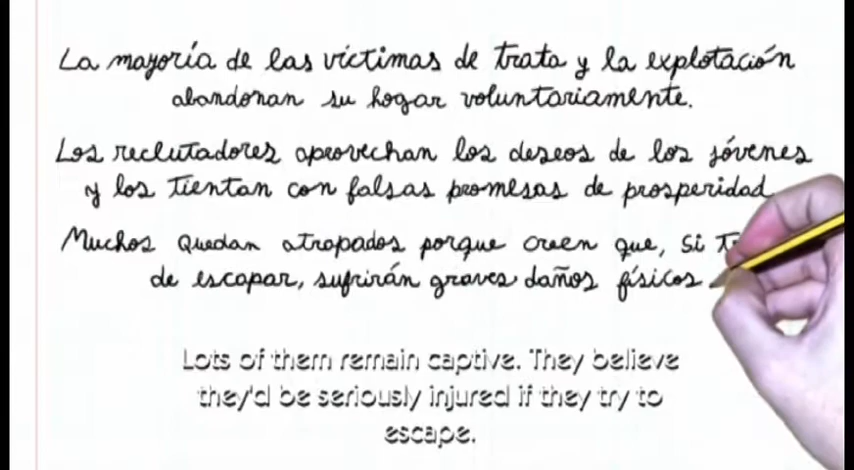 La mayoría de las víctimas de trata y la explotación
abandonan su hogar voluntariamente.
Los reclutadores aprovechan los deseos de los jóvenes
y los tientan con falsas promesas de prosperidad
Muchos quedan atrapados porque creen que, si
de escapar, sufrirán graves daños físicos
Lots of them remain captive. They believe
they'd be seriously injured if they try to
escape.